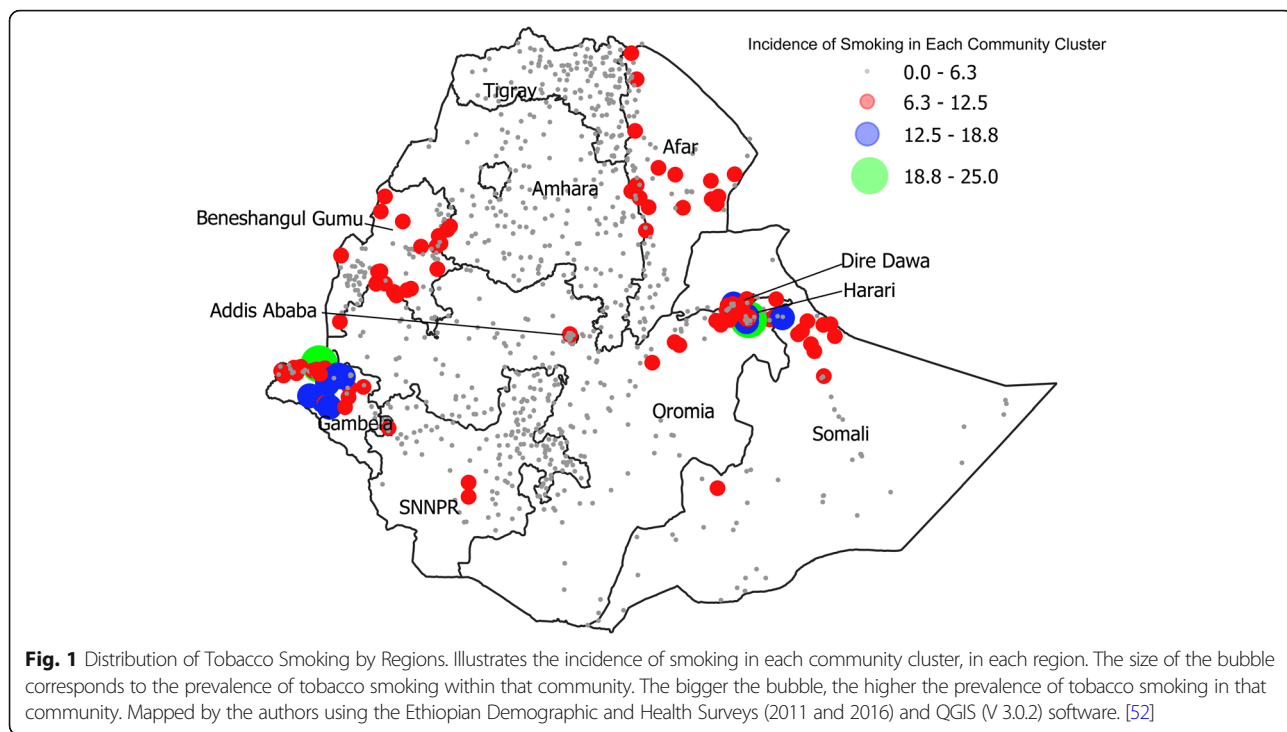 Incidence of Smoking in Each Community Cluster
0.0 - 6.3
6.3 - 12.5
12.5 - 18.8
18.8 - 25.0
Tigray
Afar
Amhara
Beneshangul Gumu
Dire Dawa
Harari
Addis Ababa
Oromia
Gambela
Somali
SNNPR
Fig. 1 Distribution of Tobacco Smoking by Regions. Illustrates the incidence of smoking in each community cluster, in each region. The size of the bubble
corresponds to the prevalence of tobacco smoking within that community. The bigger the bubble, the higher the prevalence of tobacco smoking in that
community. Mapped by the authors using the Ethiopian Demographic and Health Surveys (2011 and 2016) and QGIS (V 3.0.2) software. [52]